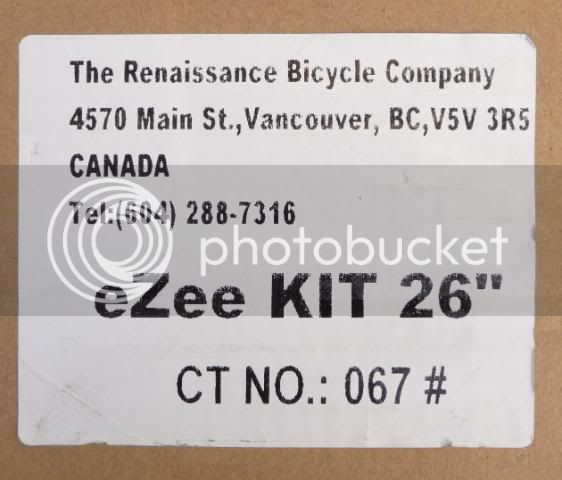 The Renaissance Bicycle Company
4570 Main St.,Vancouver, BC,V5V 3R5
CANADA
Tel:(604) 288-7316
photobucket
eZee KIT 26"
CT NO.: 067 #